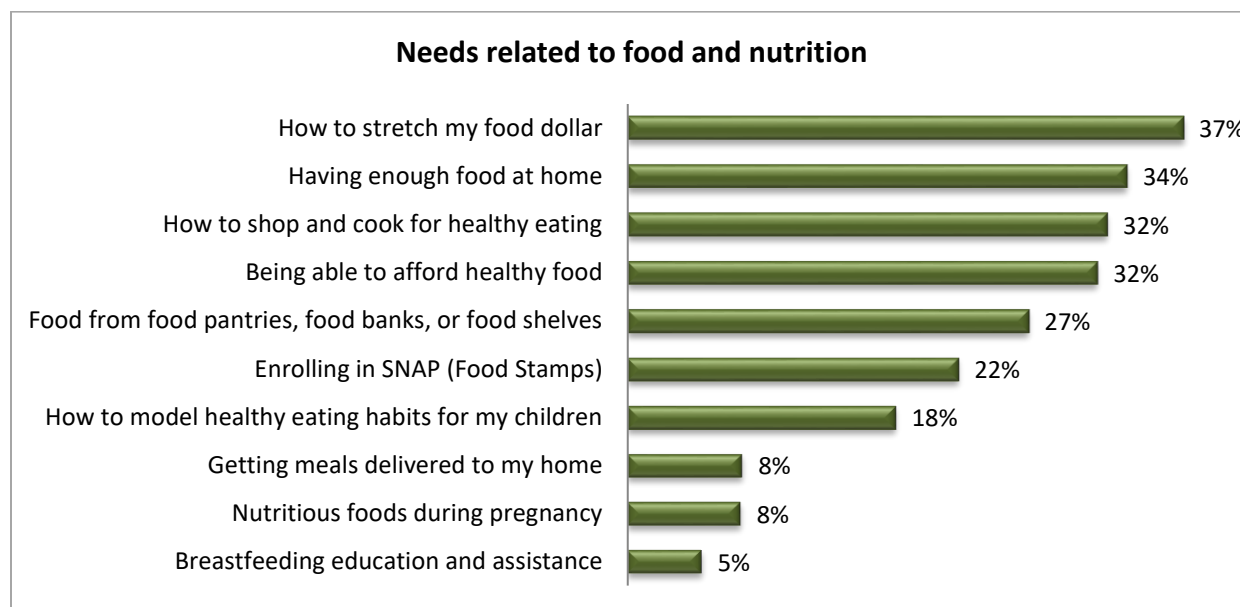 Needs related to food and nutrition
How to stretch my food dollar 37%
Having enough food at home 34%
How to shop and cook for healthy eating 32%
Being able to afford healthy food 32%
Food from food pantries, food banks, or food shelves 27%
Enrolling in SNAP (Food Stamps) 22%
How to model healthy eating habits for my children 18%
Getting meals delivered to my home 8%
Nutritious foods during pregnancy 8%
Breastfeeding education and assistance 5%